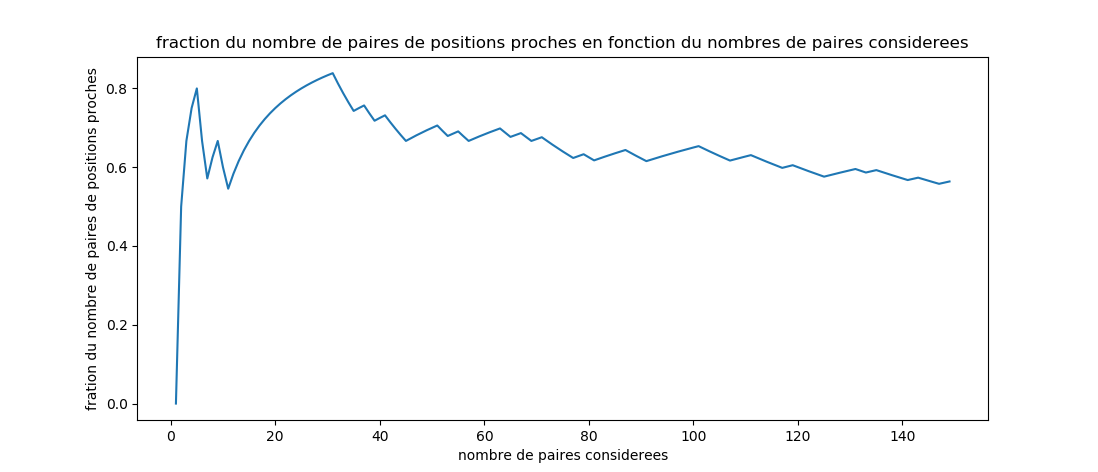 fraction du nombre de paires de positions proches en fonction du nombres de paires considerees
fration du nombre de paires de positions proches
0.8
0.6
0.4
0.2
0.0
0 20 40 60 80 100 120 140
nombre de paires considerees